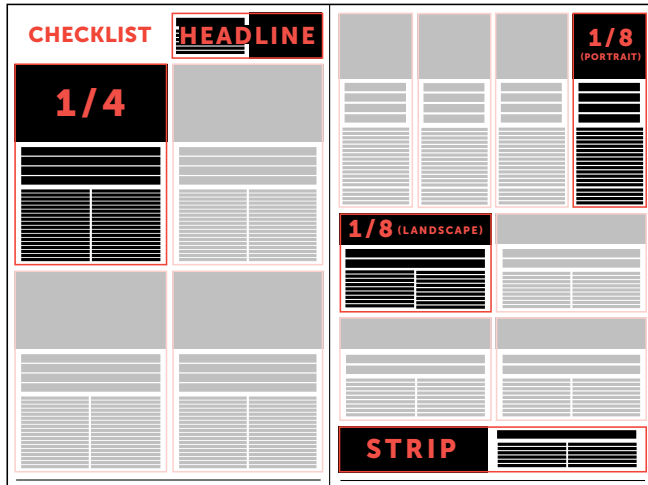 CHECKLIST
HEADLINE
1/4
1/8
(PORTRAIT)
1/8 (LANDSCAPE)
STRIP